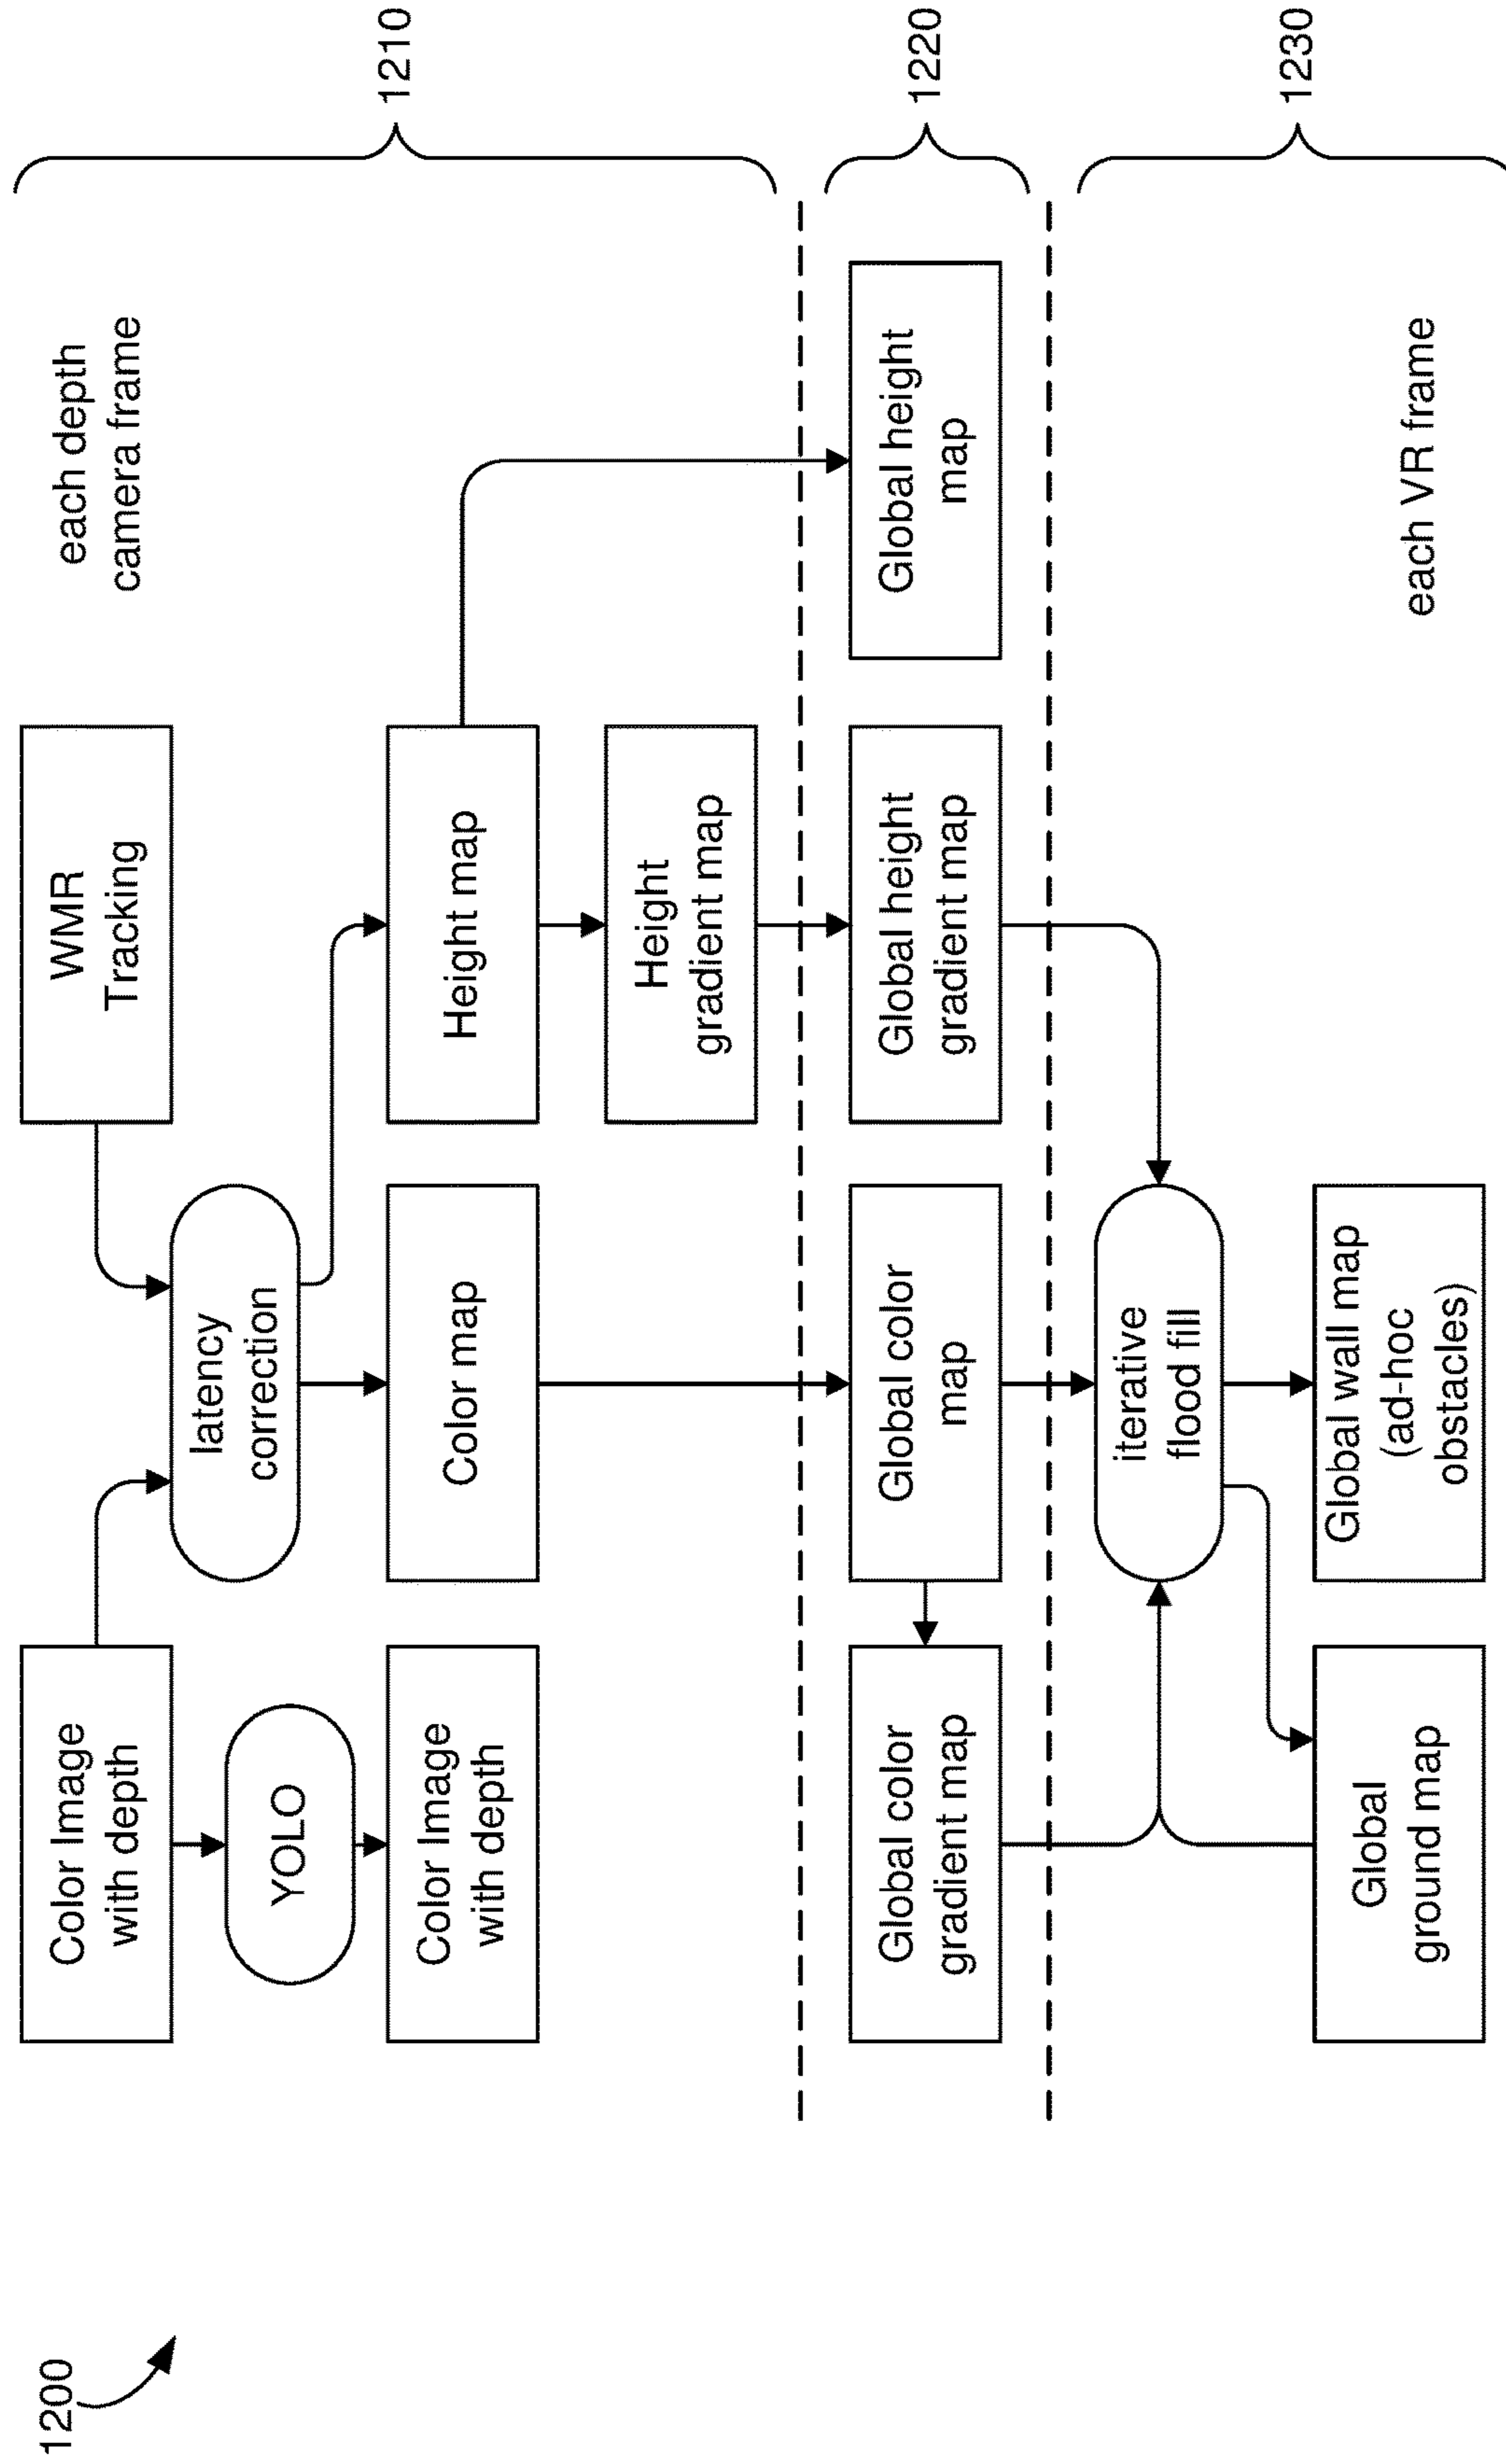 1200
Color Image
with depth
WMR
Tracking
each depth
camera frame
latency
correction
YOLO
Color Image
with depth
Color map
Height map
Height
gradient map
1210
Global color
gradient map
Global color
map
Global height
gradient map
Global height
map
1220
iterative
flood fill
Global
ground map
Global wall map
(ad-hoc
obstacles)
each VR frame
1230